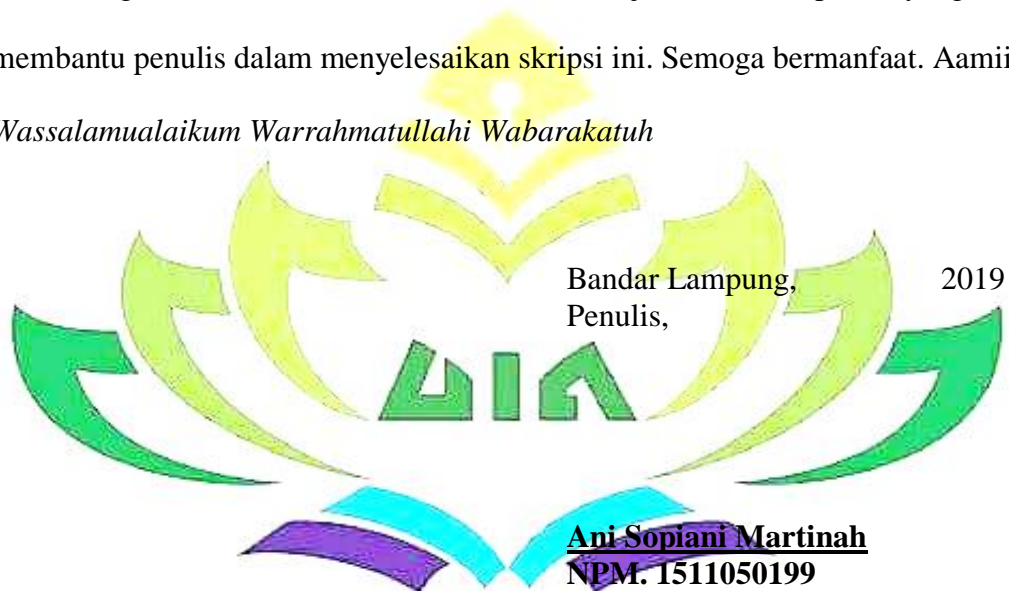 membantu penulis dalam menyelesaikan skripsi ini. Semoga bermanfaat. Aamii
Wassalamualaikum Warrahmatullahi Wabarakatuh
Bandar Lampung, 2019
Penulis,
UIN
Ani Sopiani Martinah
NPM. 1511050199